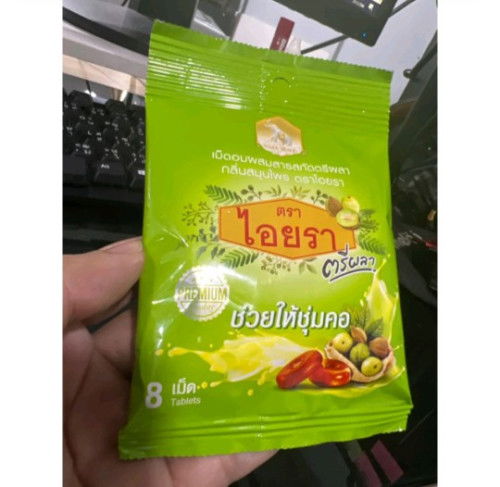 เม็ดอมผสมสารสกัดตรีผลา
กลิ่นสมุนไพร ตราไอยรา
ตรา
ไอยรา
ตรีผลา
PREMIUM
ช่วยให้ชุ่มคอ
8 เม็ด
Tablets